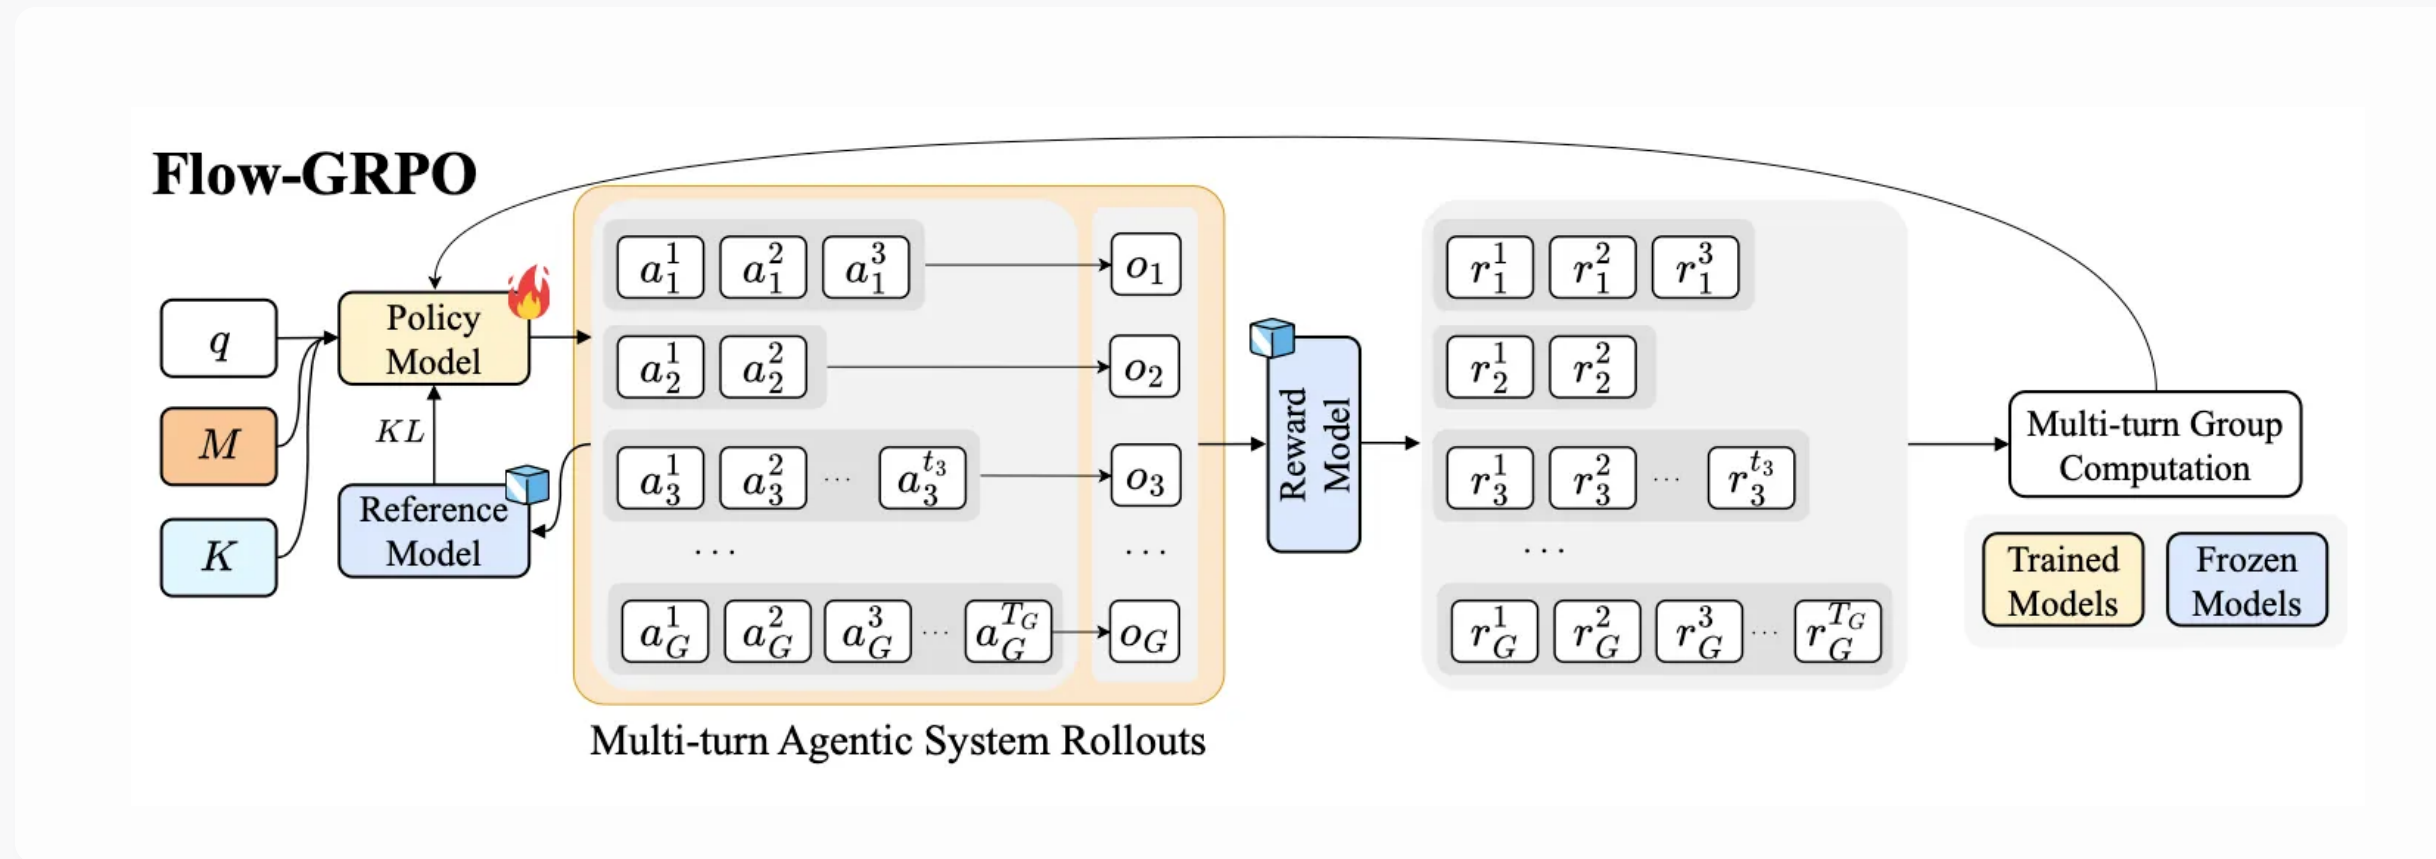 Flow-GRPO
q
M
K
Policy
Model
KL
Reference
Model
a_1^1 a_1^2 a_1^3 o_1
a_2^1 a_2^2 o_2
a_3^1 a_3^2 ... a_3^{t_3} o_3
... ...
a_G^1 a_G^2 a_G^3 ... a_G^{T_G} o_G
Multi-turn Agentic System Rollouts
Reward
Model
r_1^1 r_1^2 r_1^3
r_2^1 r_2^2
r_3^1 r_3^2 ... r_3^{t_3}
...
r_G^1 r_G^2 r_G^3 ... r_G^{T_G}
Multi-turn Group
Computation
Trained
Models
Frozen
Models